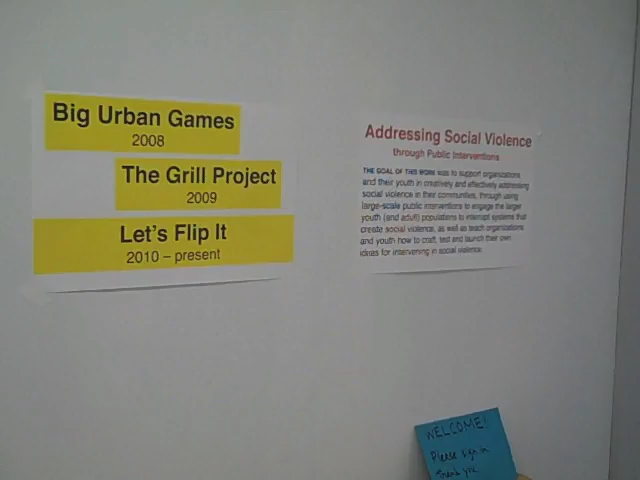 Big Urban Games
2008
The Grill Project
2009
Let's Flip It
2010 – present
Addressing Social Violence
through Public Interventions
THE GOAL OF THIS WORK was to support organizations
and their youth in creatively and effectively addressing
social violence in their communities, through using
large-scale public interventions to engage the larger
youth (and adult) populations to interrupt systems that
create social violence, as well as teach organizations
and youth how to craft, test and launch their own
ideas for intervening in social violence.
WELCOME!
Please sign in
Thank you